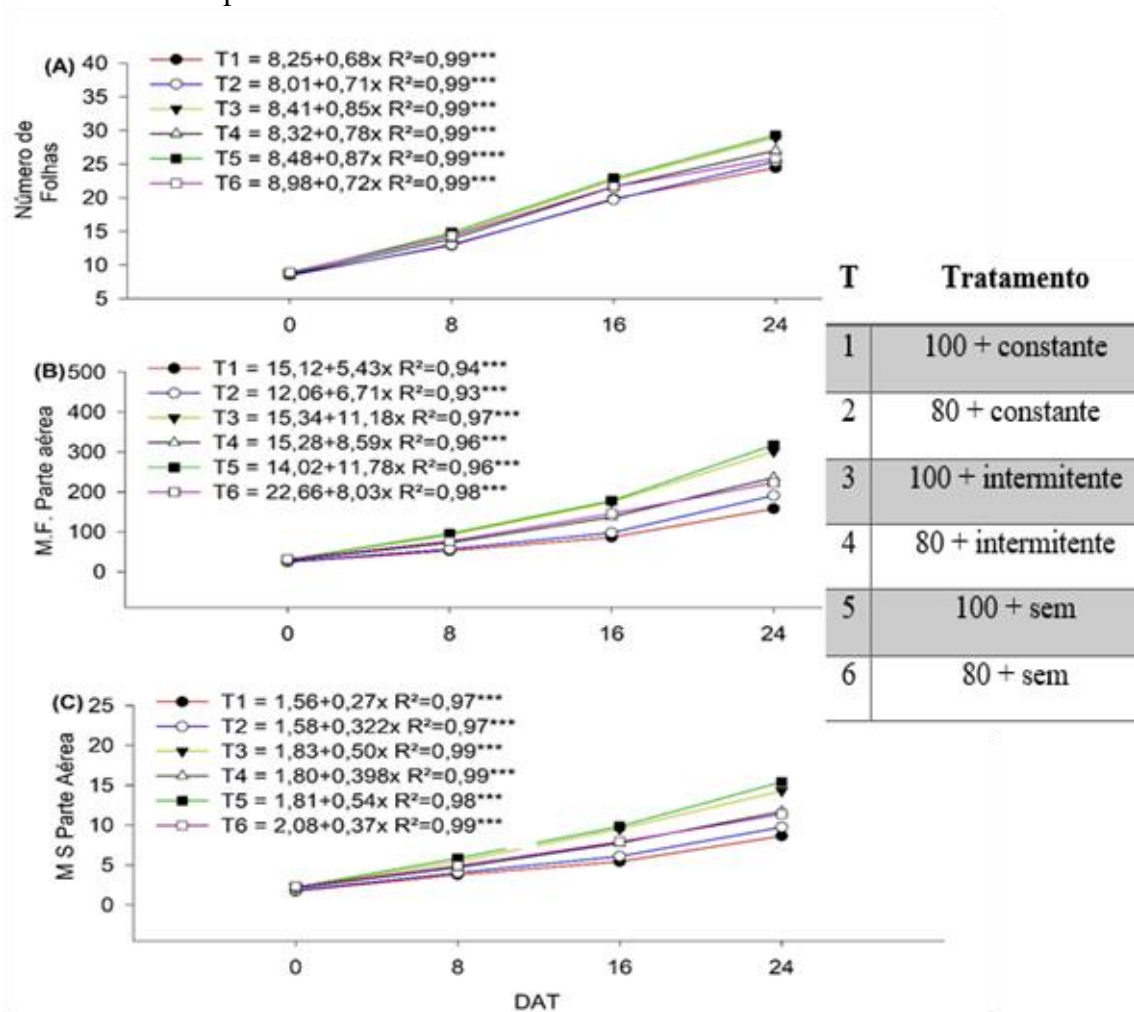 (A)
40
35
30
25
20
15
10
5
Número de
Folhas
T1 = 8,25+0,68x R²=0,99***
T2 = 8,01+0,71x R²=0,99***
T3 = 8,41+0,85x R²=0,99***
T4 = 8,32+0,78x R²=0,99***
T5 = 8,48+0,87x R²=0,99****
T6 = 8,98+0,72x R²=0,99***
0 8 16 24
(B)
500
400
300
200
100
0
M.F. Parte aérea
T1 = 15,12+5,43x R²=0,94***
T2 = 12,06+6,71x R²=0,93***
T3 = 15,34+11,18x R²=0,97***
T4 = 15,28+8,59x R²=0,96***
T5 = 14,02+11,78x R²=0,96***
T6 = 22,66+8,03x R²=0,98***
0 8 16 24
(C)
25
20
15
10
5
0
M S Parte Aérea
T1 = 1,56+0,27x R²=0,97***
T2 = 1,58+0,322x R²=0,97***
T3 = 1,83+0,50x R²=0,99***
T4 = 1,80+0,398x R²=0,99***
T5 = 1,81+0,54x R²=0,98***
T6 = 2,08+0,37x R²=0,99***
0 8 16 24
DAT
T Tratamento
1 100 + constante
2 80 + constante
3 100 + intermitente
4 80 + intermitente
5 100 + sem
6 80 + sem